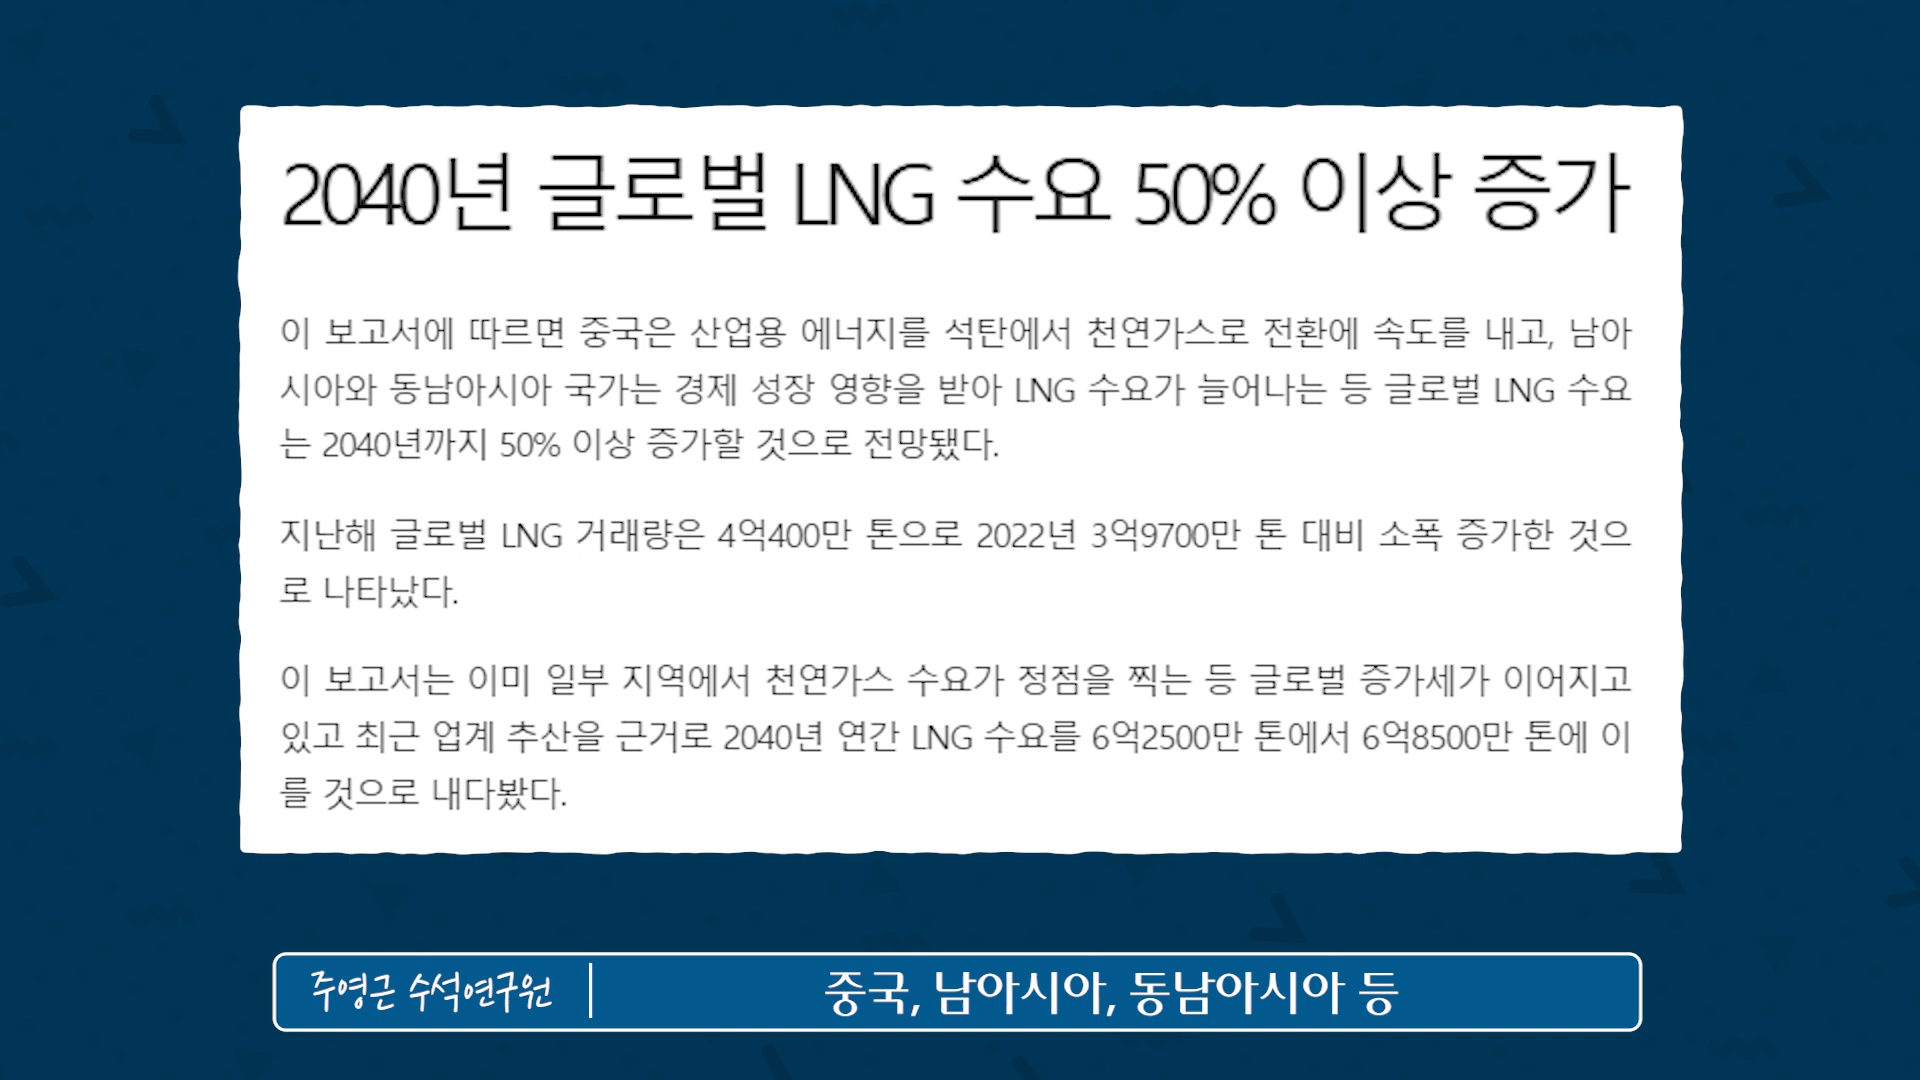 2040년 글로벌 LNG 수요 50% 이상 증가
이 보고서에 따르면 중국은 산업용 에너지를 석탄에서 천연가스로 전환에 속도를 내고, 남아
시아와 동남아시아 국가는 경제 성장 영향을 받아 LNG 수요가 늘어나는 등 글로벌 LNG 수요
는 2040년까지 50% 이상 증가할 것으로 전망됐다.
지난해 글로벌 LNG 거래량은 4억400만 톤으로 2022년 3억9700만 톤 대비 소폭 증가한 것으
로 나타났다.
이 보고서는 이미 일부 지역에서 천연가스 수요가 정점을 찍는 등 글로벌 증가세가 이어지고
있고 최근 업계 추산을 근거로 2040년 연간 LNG 수요를 6억2500만 톤에서 6억8500만 톤에 이
를 것으로 내다봤다.
주영근 수석연구원
중국, 남아시아, 동남아시아 등